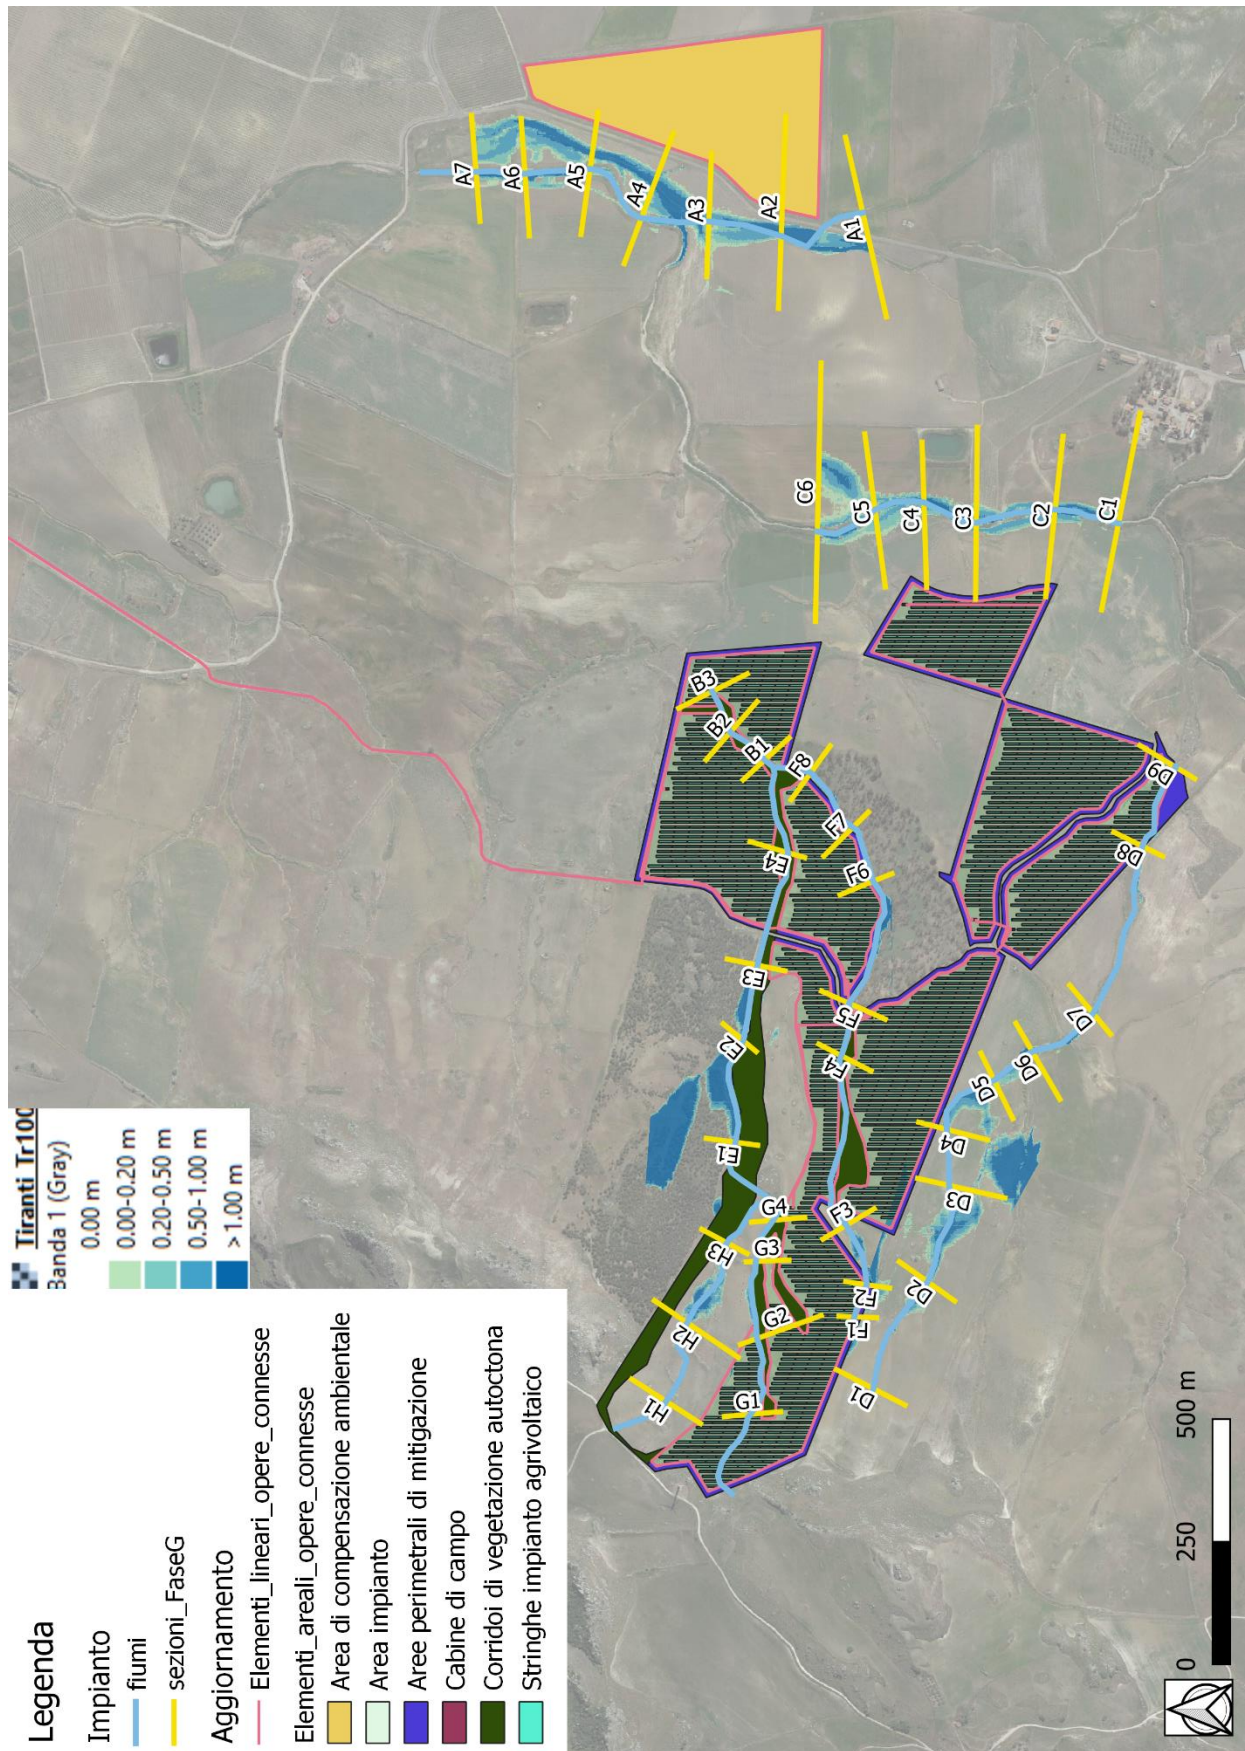 Legenda
Impianto
fiumi
sezioni_FaseG
Aggiornamento
Elementi_lineari_opere_connesse
Elementi_areali_opere_connesse
Area di compensazione ambientale
Area impianto
Aree perimetrali di mitigazione
Cabine di campo
Corridoi di vegetazione autoctona
Stringhe impianto agrivoltaico
Tiranti Tr100
Banda 1 (Gray)
0.00 m
0.00-0.20 m
0.20-0.50 m
0.50-1.00 m
> 1.00 m
H1
H2
H3
G1
G2
G3
G4
E1
E2
E3
E4
F1
F2
F3
F4
F5
F6
F7
F8
B1
B2
B3
D1
D2
D3
D4
D5
D6
D7
D8
D9
C1
C2
C3
C4
C5
C6
A1
A2
A3
A4
A5
A6
A7
0 250 500 m